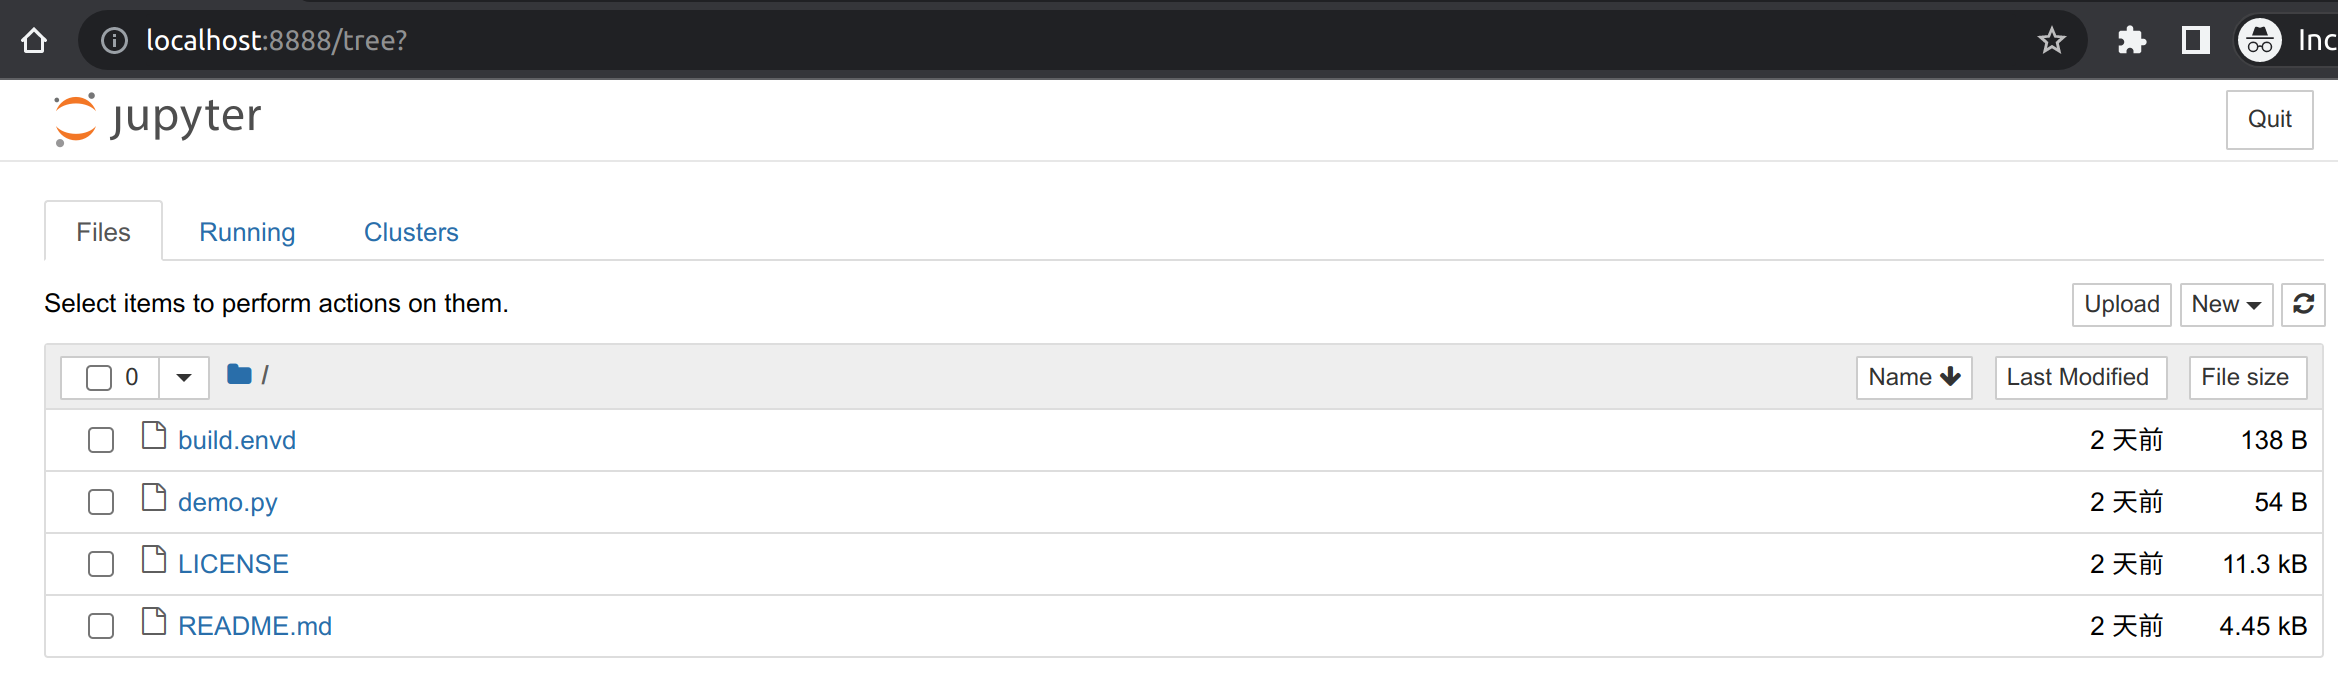 localhost:8888/tree?
Inc
jupyter
Quit
Files Running Clusters
Select items to perform actions on them.
Upload New
0 / Name Last Modified File size
build.envd 2 天前 138 B
demo.py 2 天前 54 B
LICENSE 2 天前 11.3 kB
README.md 2 天前 4.45 kB